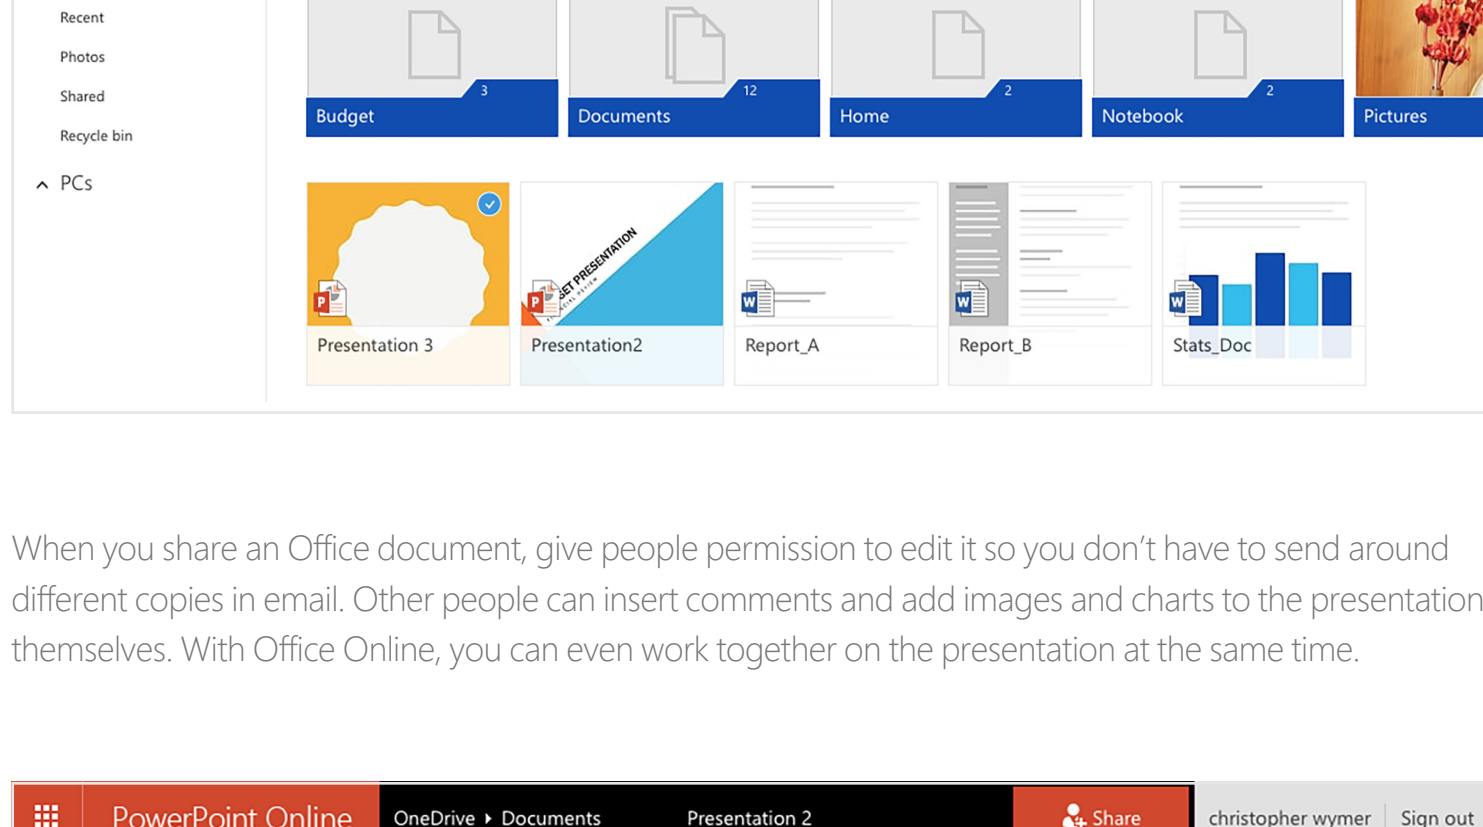 Recent
Photos
Shared
Recycle bin
PCs
3
12
2
2
Budget
Documents
Home
Notebook
Pictures
PRESENTATION
P
P
W
W
W
Presentation 3
Presentation2
Report_A
Report_B
Stats_Doc
When you share an Office document, give people permission to edit it so you don’t have to send around
different copies in email. Other people can insert comments and add images and charts to the presentation
themselves. With Office Online, you can even work together on the presentation at the same time.
PowerPoint Online OneDrive Documents Presentation 2 Share christopher wymer Sign out